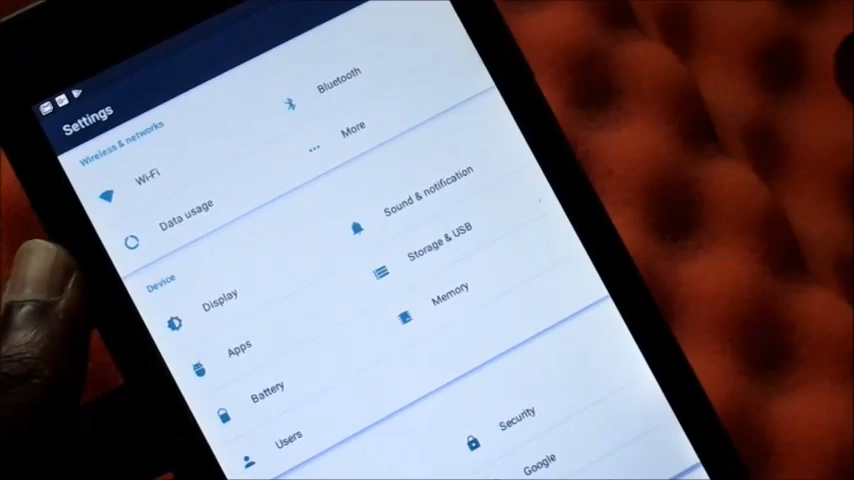 Settings
Wireless & networks
Wi-Fi
Bluetooth
Data usage
More
Device
Display
Sound & notification
Apps
Storage & USB
Battery
Memory
Users
Security
Google